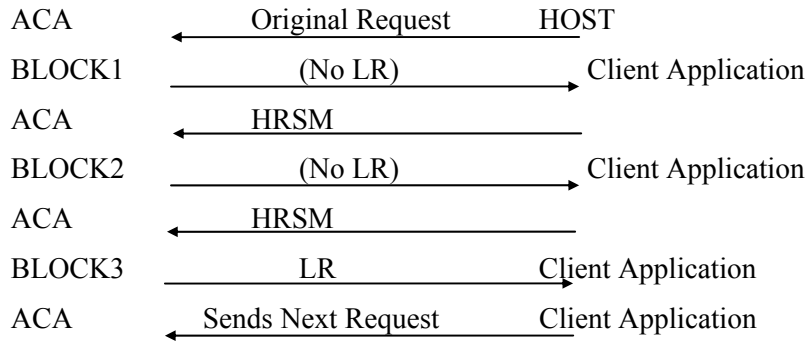 ACA Original Request HOST
BLOCK1 (No LR) Client Application
ACA HRSM
BLOCK2 (No LR) Client Application
ACA HRSM
BLOCK3 LR Client Application
ACA Sends Next Request Client Application